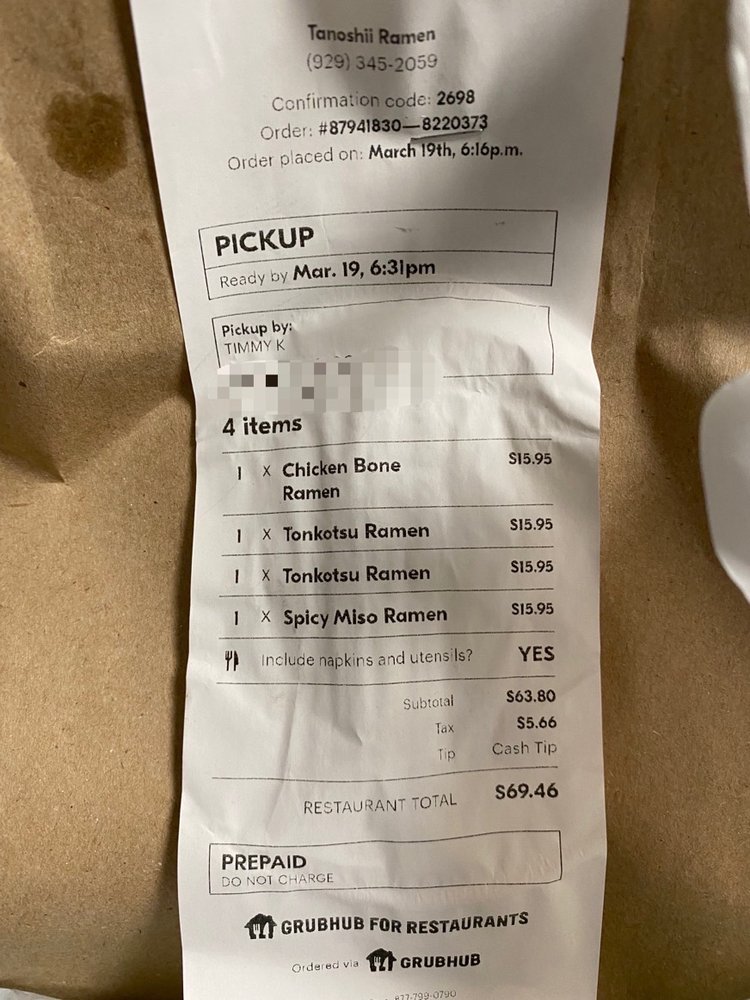 Tanoshii Ramen
(929) 345-2059
Confirmation code: 2698
Order: #87941830—8220373
Order placed on: March 19th, 6:16p.m.
PICKUP
Ready by Mar. 19, 6:31pm
Pickup by:
TIMMY K
4 items
1 x Chicken Bone $15.95
Ramen
1 x Tonkotsu Ramen $15.95
1 x Tonkotsu Ramen $15.95
1 x Spicy Miso Ramen $15.95
Include napkins and utensils? YES
Subtotal $63.80
Tax $5.66
Tip Cash Tip
RESTAURANT TOTAL $69.46
PREPAID
DO NOT CHARGE
GRUBHUB FOR RESTAURANTS
Ordered via GRUBHUB
877-799-0790